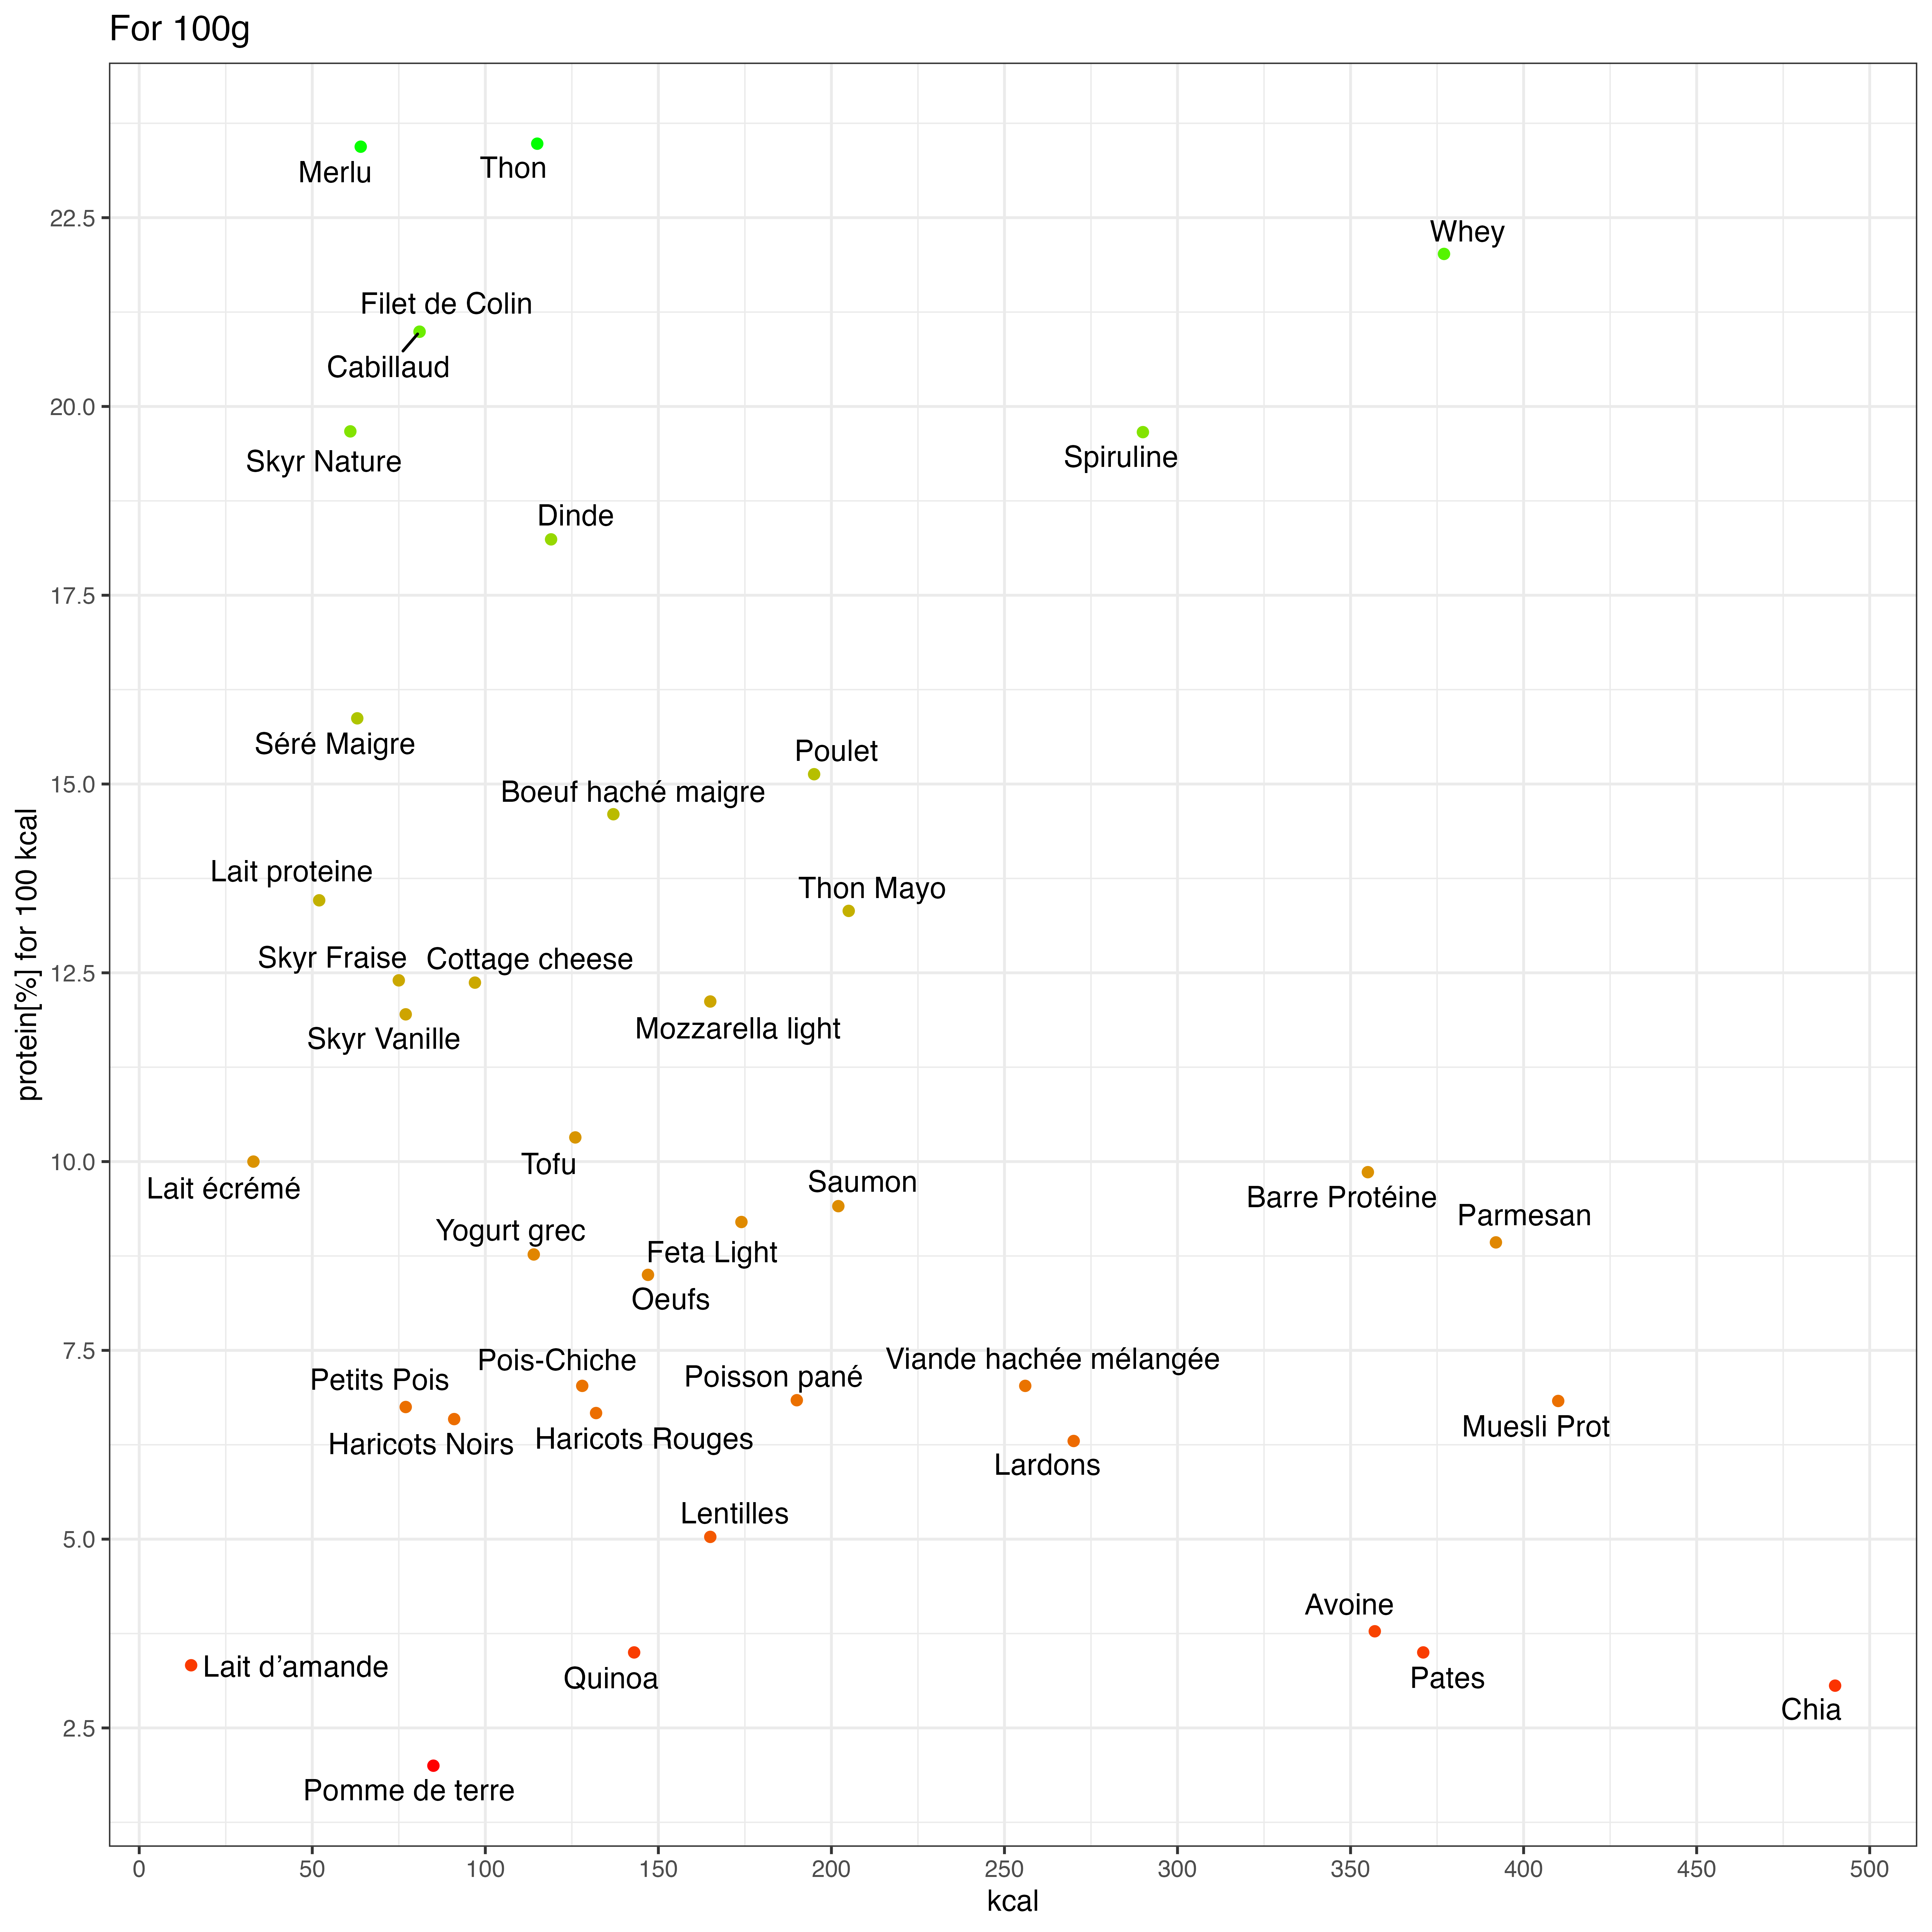 For 100g
Merlu
Thon
22.5
Whey
Filet de Colin
Cabillaud
20.0
Skyr Nature
Spiruline
Dinde
17.5
Séré Maigre
Poulet
15.0
Boeuf haché maigre
Lait proteine
Thon Mayo
Skyr Fraise
Cottage cheese
12.5
Mozzarella light
Skyr Vanille
10.0
Tofu
Lait écrémé
Saumon
Barre Protéine
Parmesan
Yogurt grec
Feta Light
Oeufs
7.5
Pois-Chiche
Viande hachée mélangée
Petits Pois
Poisson pané
Muesli Prot
Haricots Noirs
Haricots Rouges
Lardons
Lentilles
5.0
Avoine
Lait d’amande
Quinoa
Pates
Chia
2.5
Pomme de terre
protein[%] for 100 kcal
0 50 100 150 200 250 300 350 400 450 500
kcal